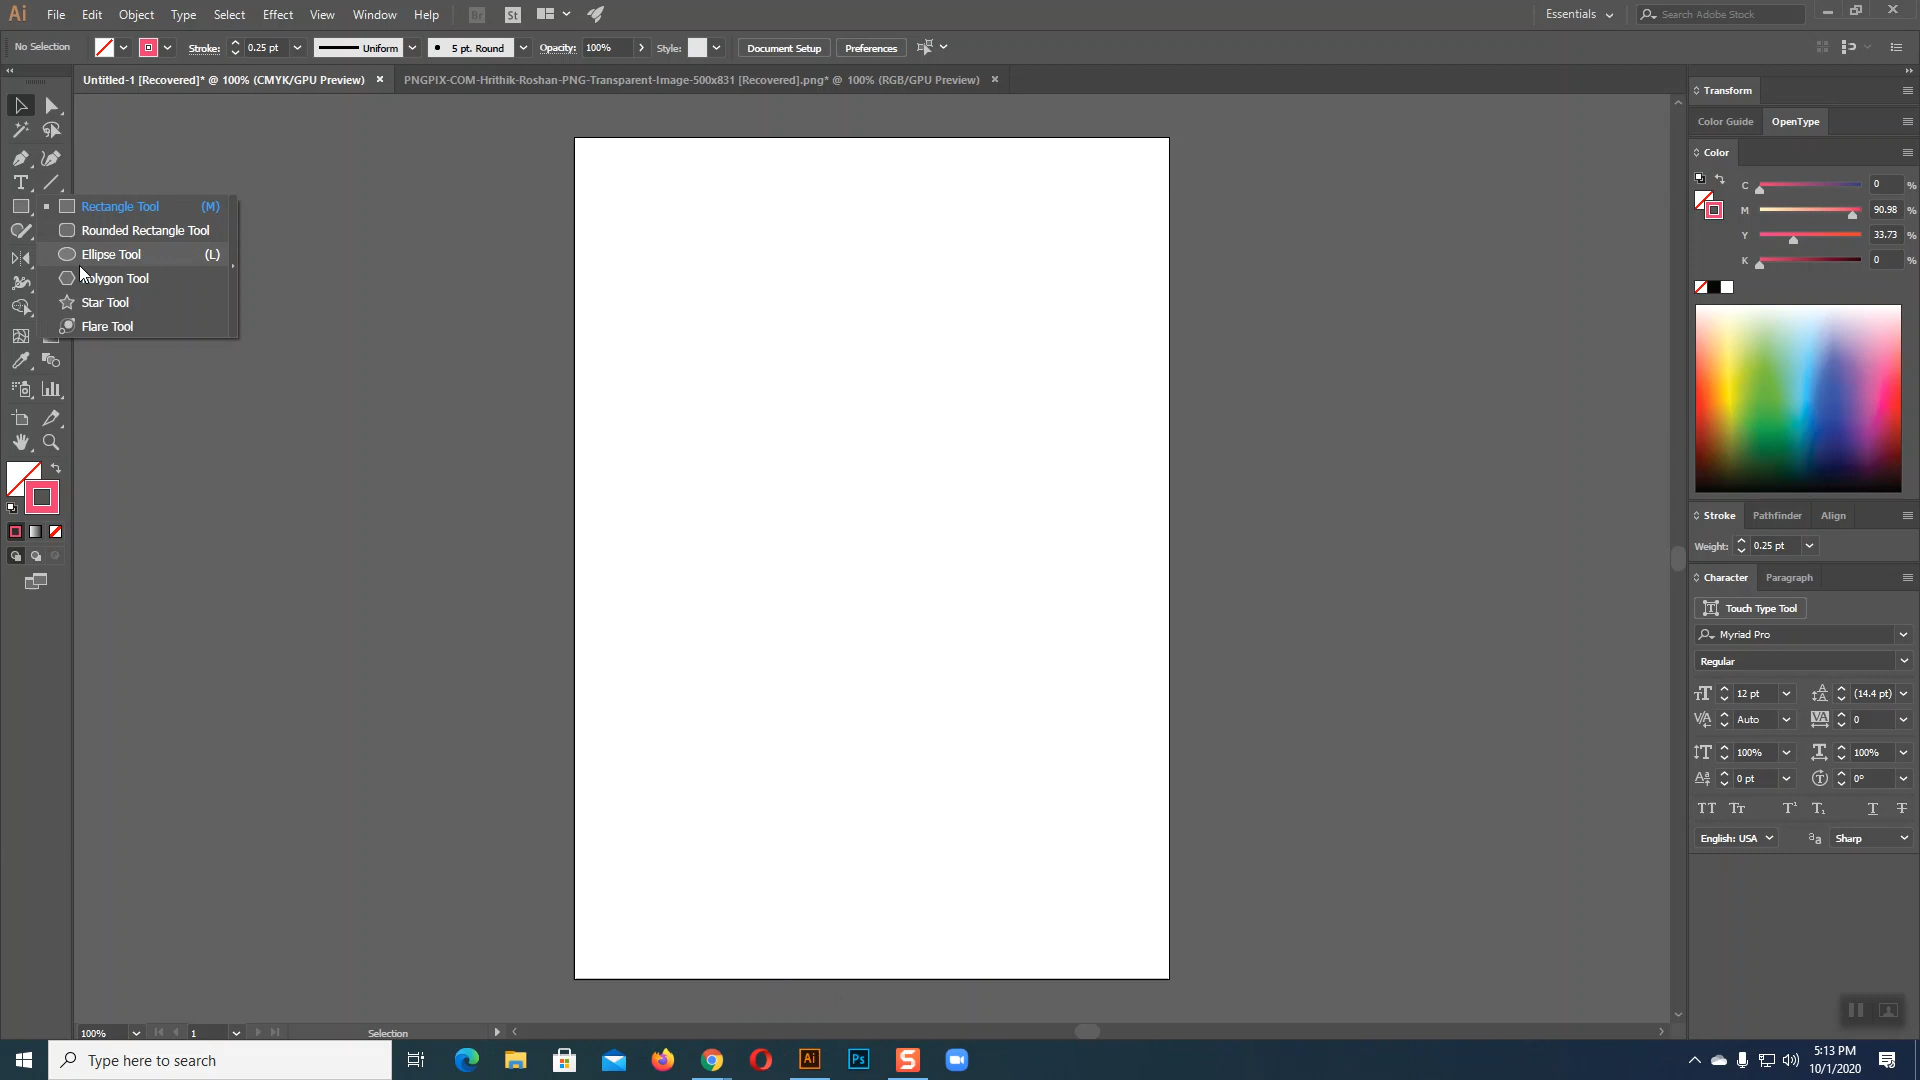 Ai File Edit Object Type Select Effect View Window Help Br St Essentials Search Adobe Stock
No Selection Stroke: 0.25 pt Uniform 5 pt. Round Opacity: 100% Style: Document Setup Preferences
Untitled-1 [Recovered]* @ 100% (CMYK/GPU Preview) × PNGPIX-COM-Hrithik-Roshan-PNG-Transparent-Image-500x831 [Recovered].png* @ 100% (RGB/GPU Preview) ×
Transform
Color Guide OpenType
Color
C 0 %
M 90.98 %
Y 33.73 %
K 0 %
Rectangle Tool (M)
Rounded Rectangle Tool
Ellipse Tool (L)
olygon Tool
Star Tool
Flare Tool
Stroke Pathfinder Align
Weight: 0.25 pt
Character Paragraph
Touch Type Tool
Myriad Pro
Regular
12 pt (14.4 pt)
Auto 0
100% 100%
0 pt 0°
English: USA Sharp
100% 1 Selection
Type here to search
Ai Ps S
5:13 PM
10/1/2020